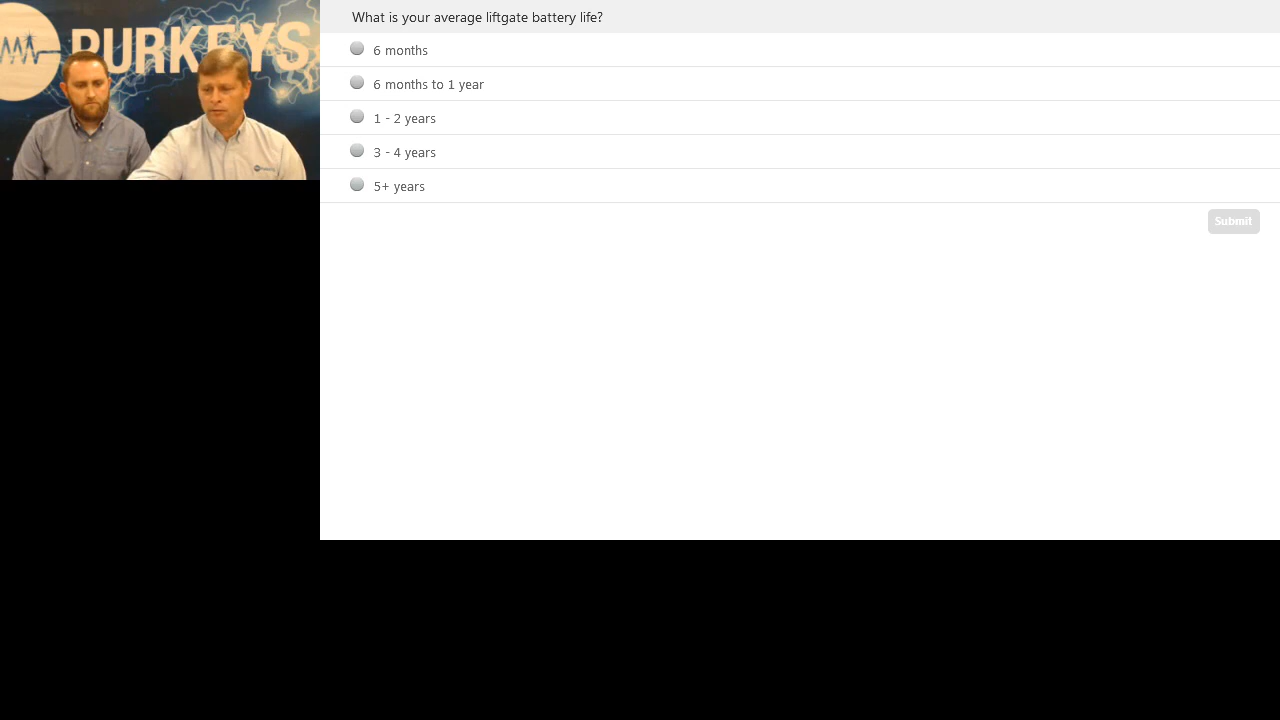 PURKEYS
What is your average liftgate battery life?
6 months
6 months to 1 year
1 - 2 years
3 - 4 years
5+ years
Submit